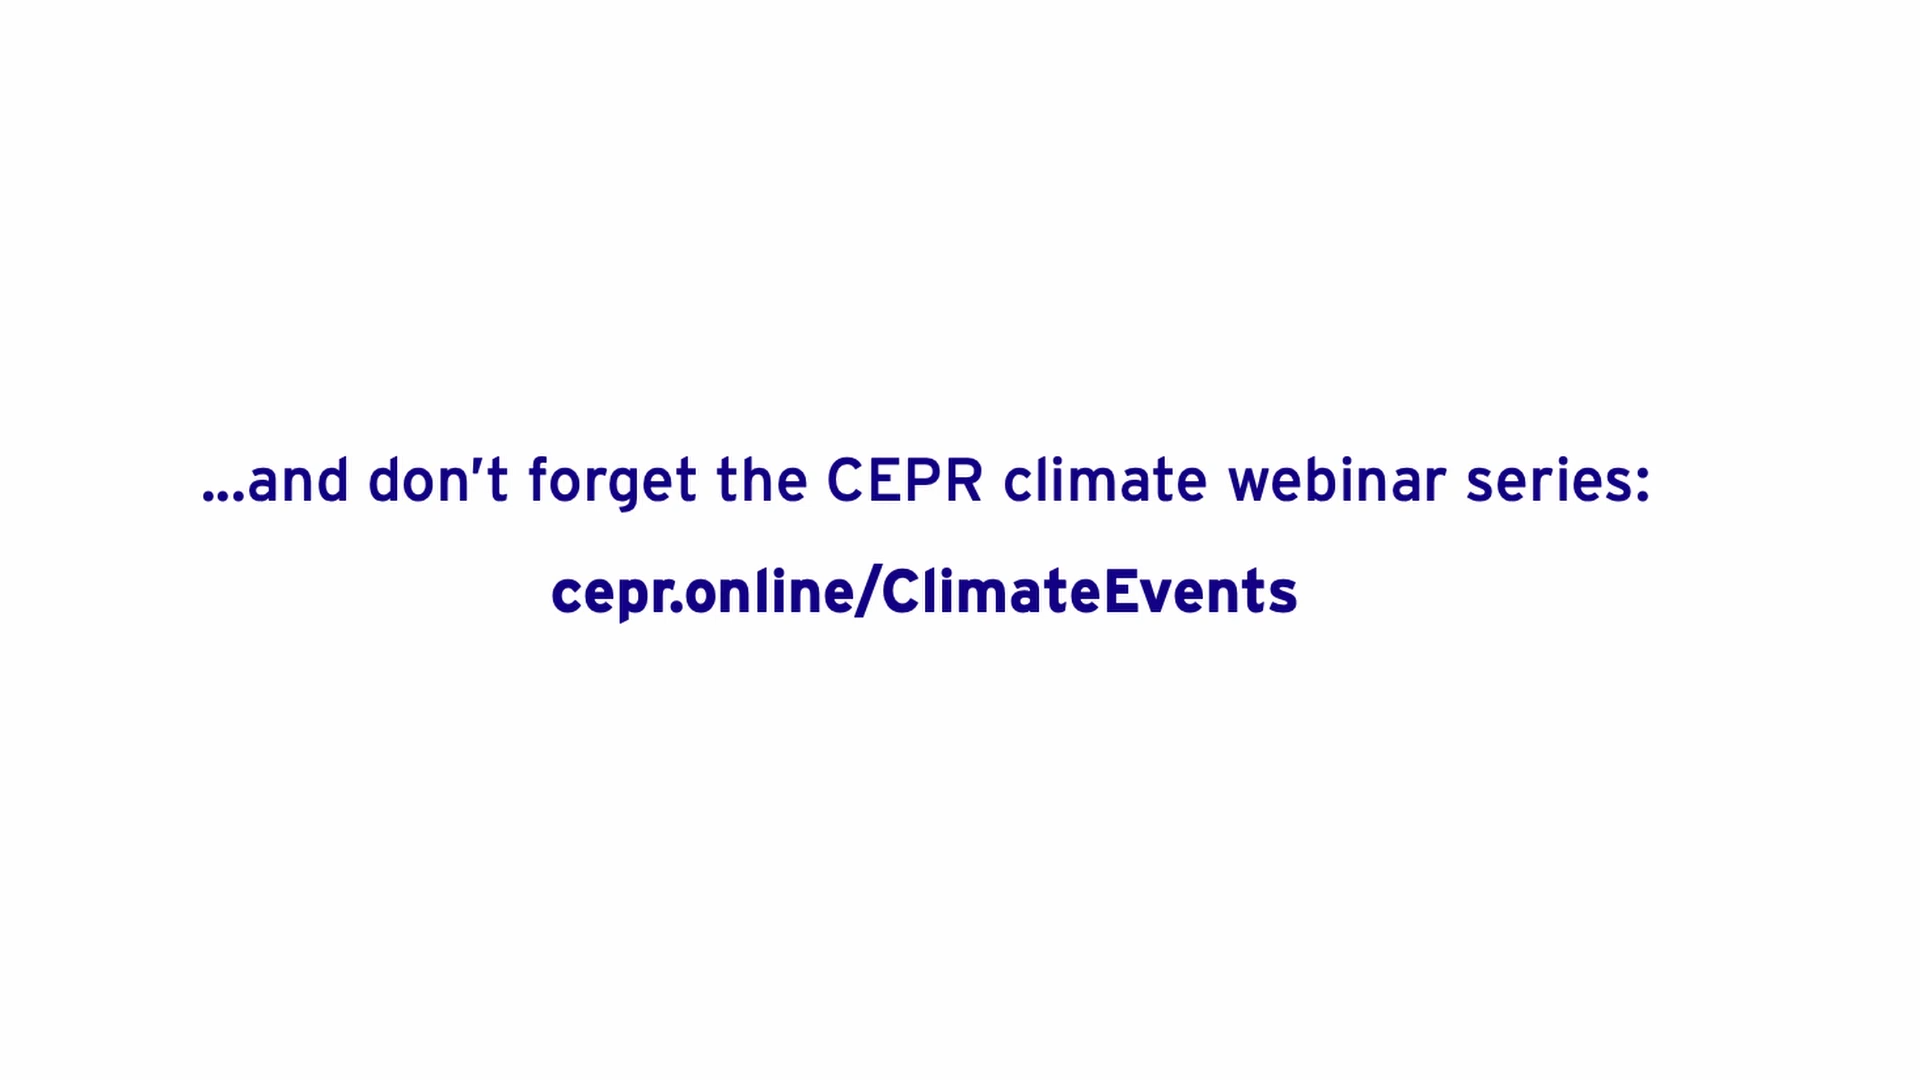 ...and don't forget the CEPR climate webinar series:
cepr.online/ClimateEvents